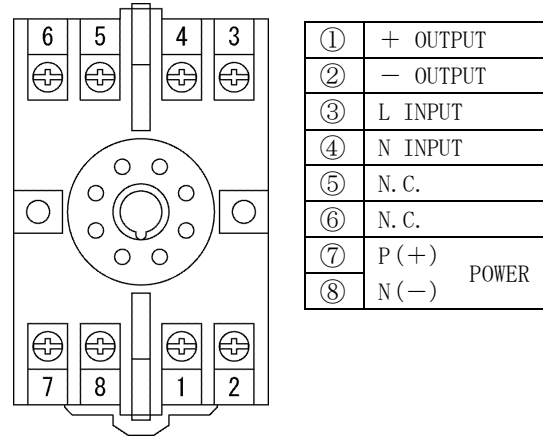 6 5 4 3
7 8 1 2
① + OUTPUT
② － OUTPUT
③ L INPUT
④ N INPUT
⑤ N.C.
⑥ N.C.
⑦ P(+)
POWER
⑧ N(－)